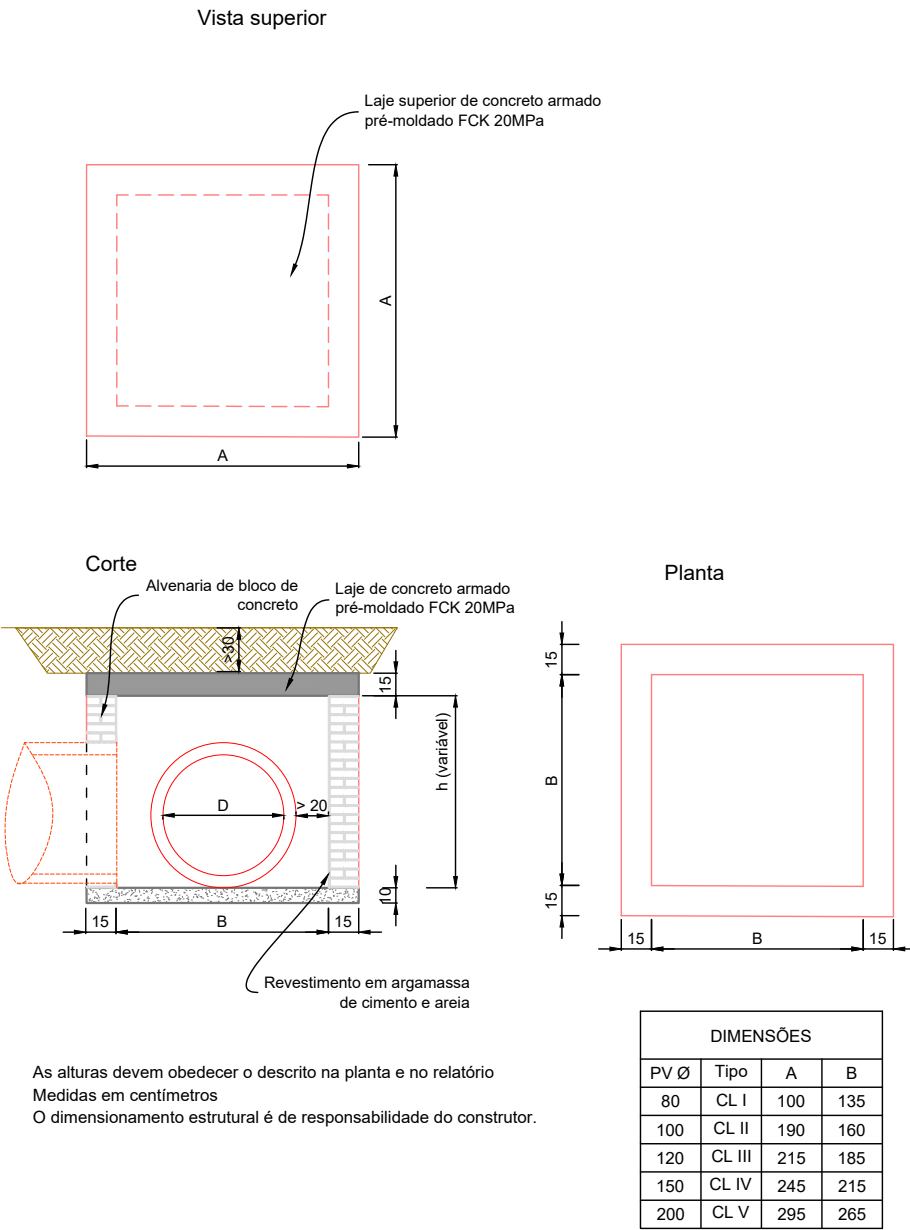 Vista superior
Laje superior de concreto armado
pré-moldado FCK 20MPa
A
A
Corte
Alvenaria de bloco de
concreto
Laje de concreto armado
pré-moldado FCK 20MPa
>30
15
h (variável)
D
> 20
10
15
B
15
Revestimento em argamassa
de cimento e areia
Planta
15
B
15
15
B
15
As alturas devem obedecer o descrito na planta e no relatório
Medidas em centímetros
O dimensionamento estrutural é de responsabilidade do construtor.
DIMENSÕES
PV Ø Tipo A B
80 CL I 100 135
100 CL II 190 160
120 CL III 215 185
150 CL IV 245 215
200 CL V 295 265